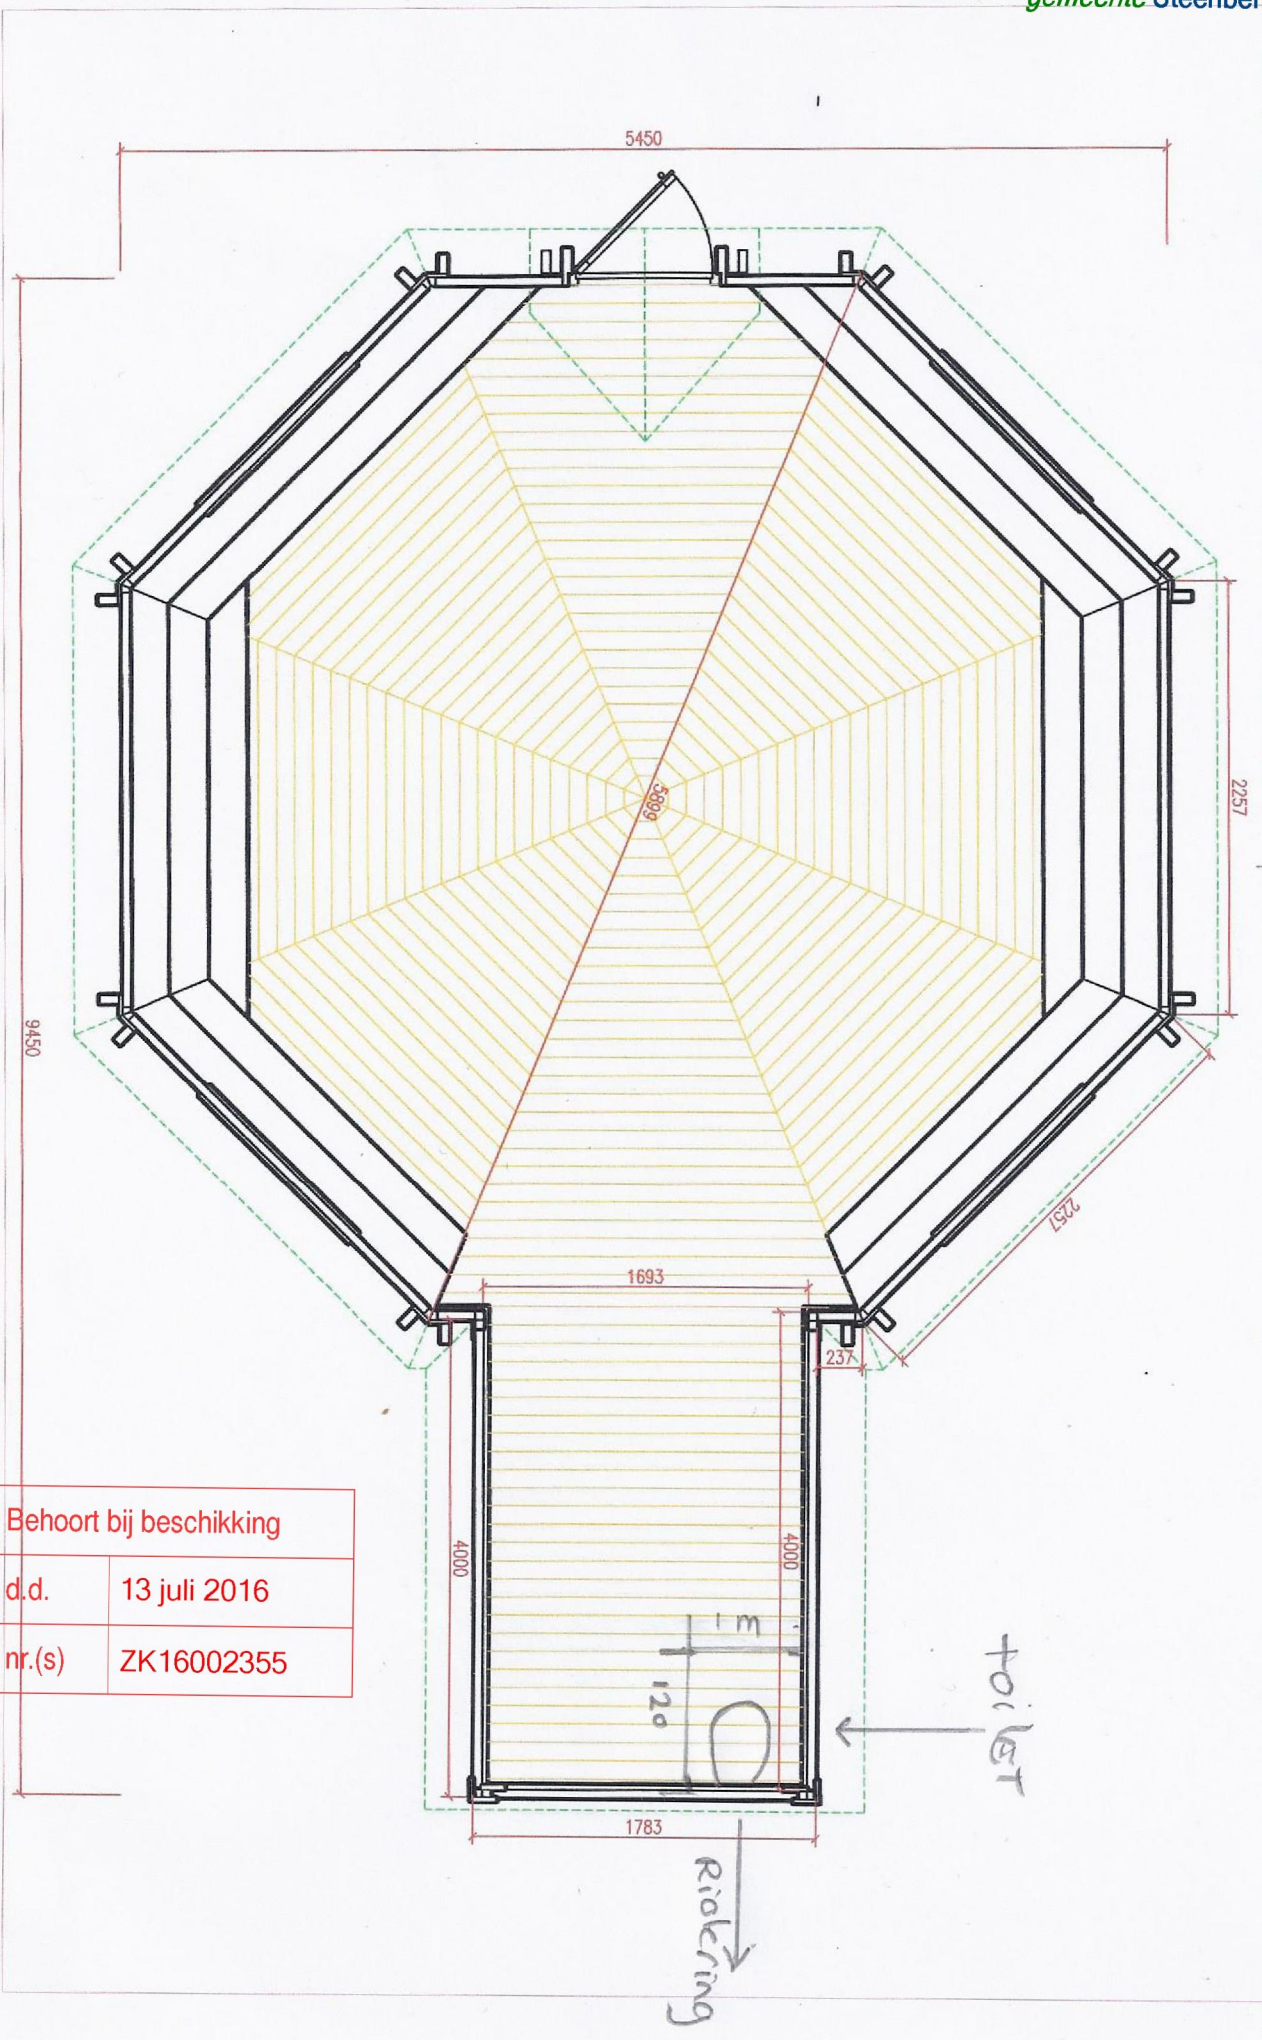 gemeente Steenber
5450
2257
5899
9450
2257
1693
237
4000
4000
Behoort bij beschikking
d.d. 13 juli 2016
nr.(s) ZK16002355
1m
120
toilet
1783
Riolering